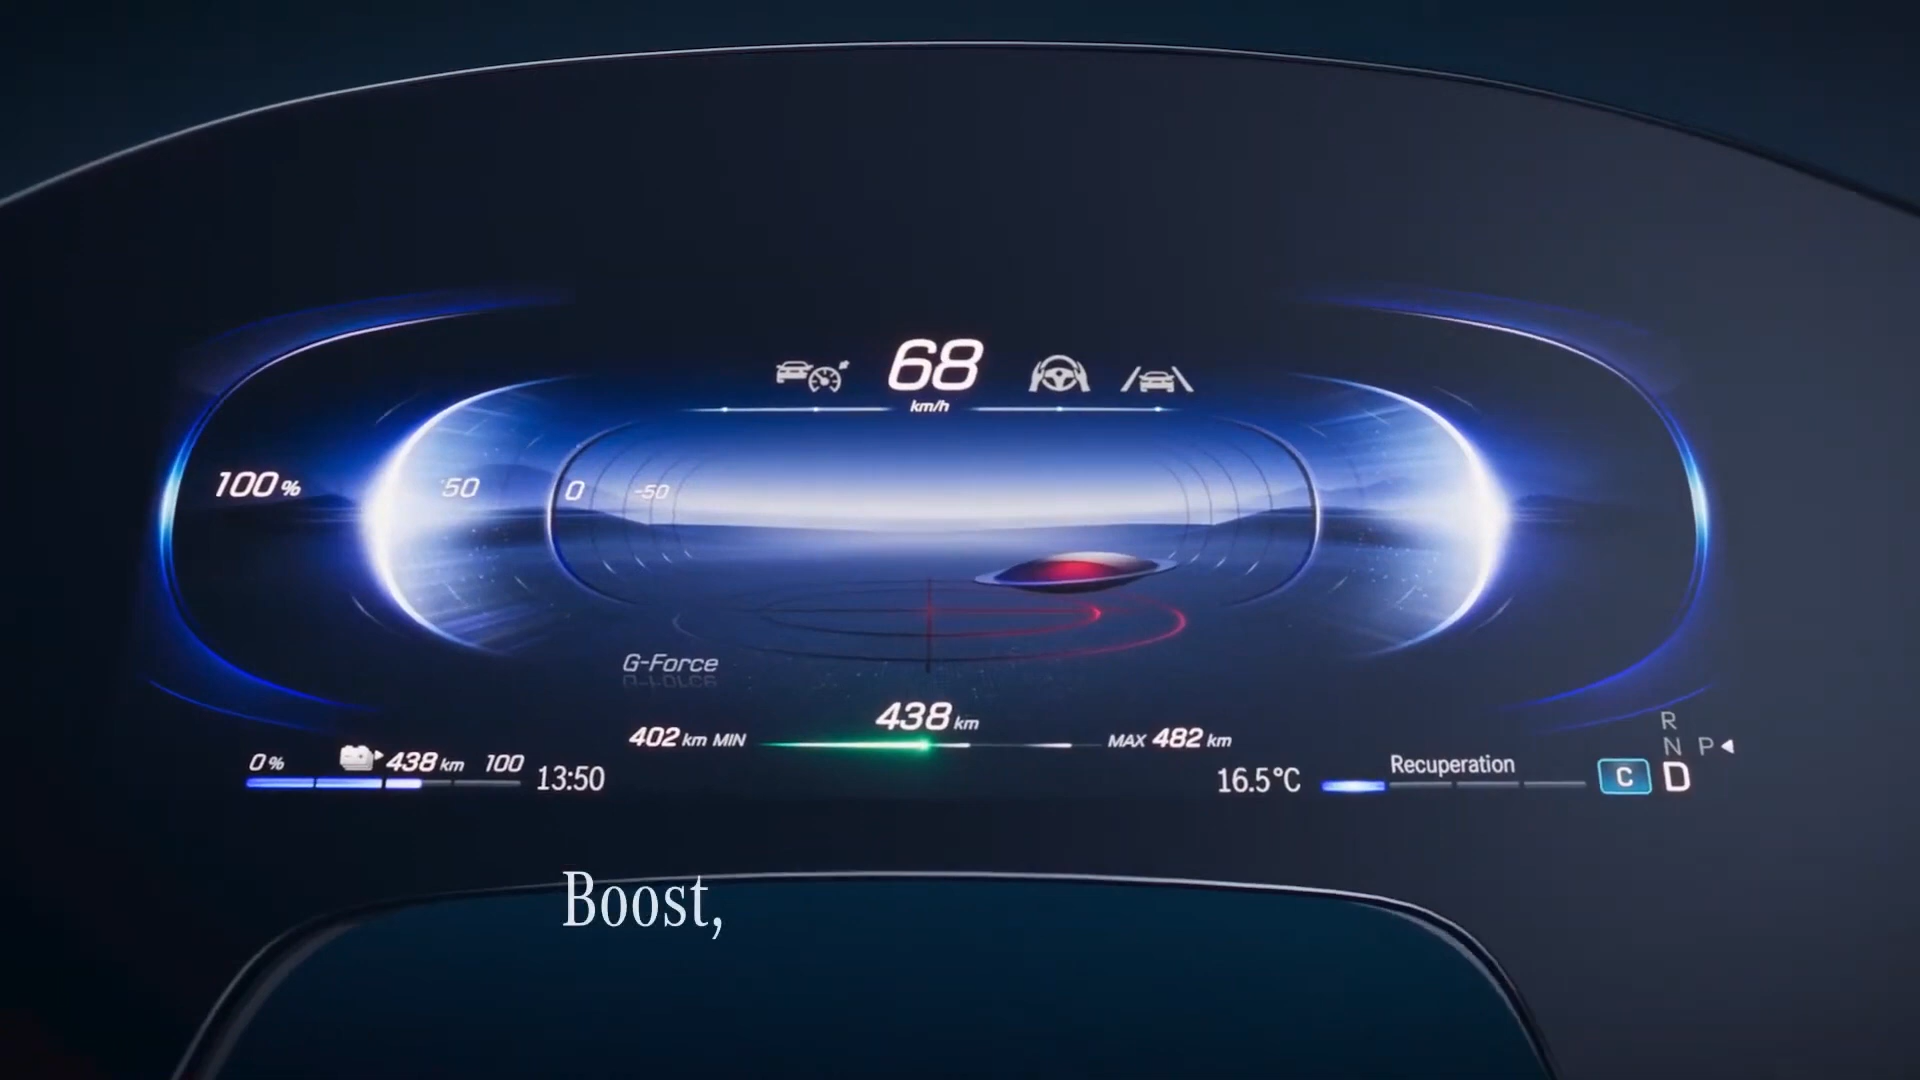 68
km/h
100 %
50
0
-50
G-Force
438 km
402 km MIN
MAX 482 km
0 %
438 km
100
13:50
16.5°C
Recuperation
C
R
N P
D
Boost,